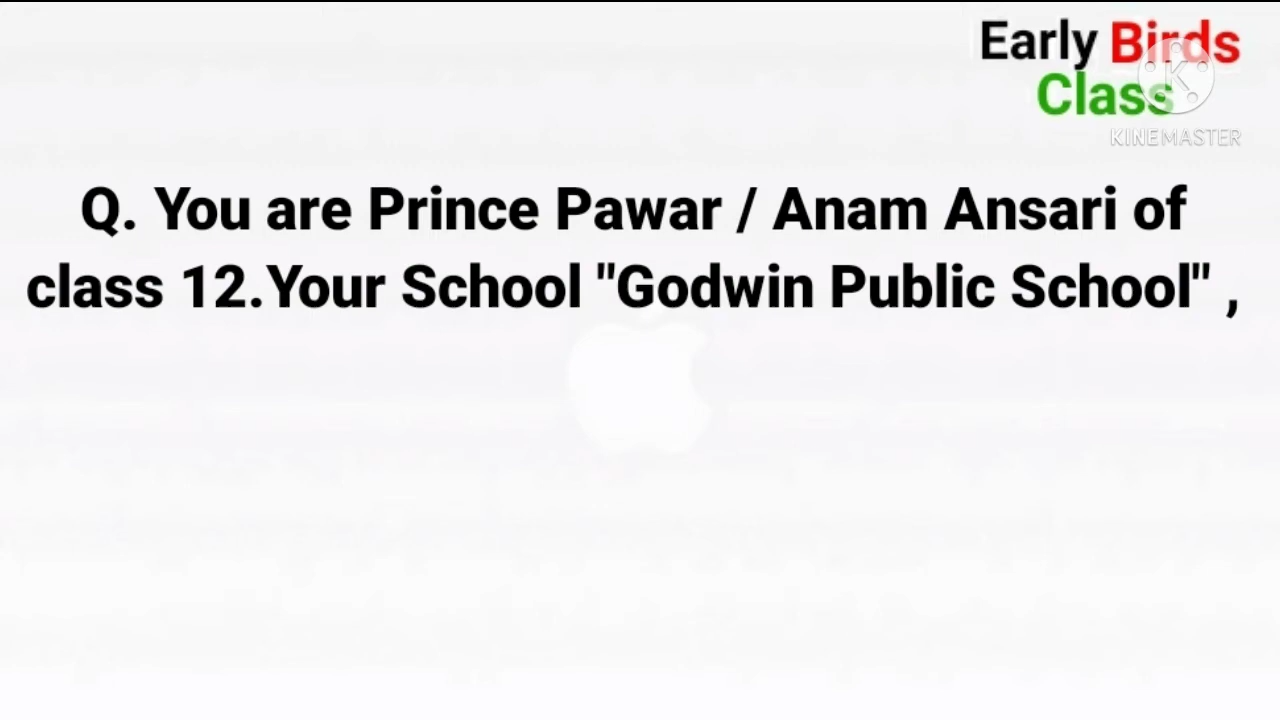 Early Birds
Class
KINEMASTER
Q. You are Prince Pawar / Anam Ansari of
class 12.Your School "Godwin Public School" ,